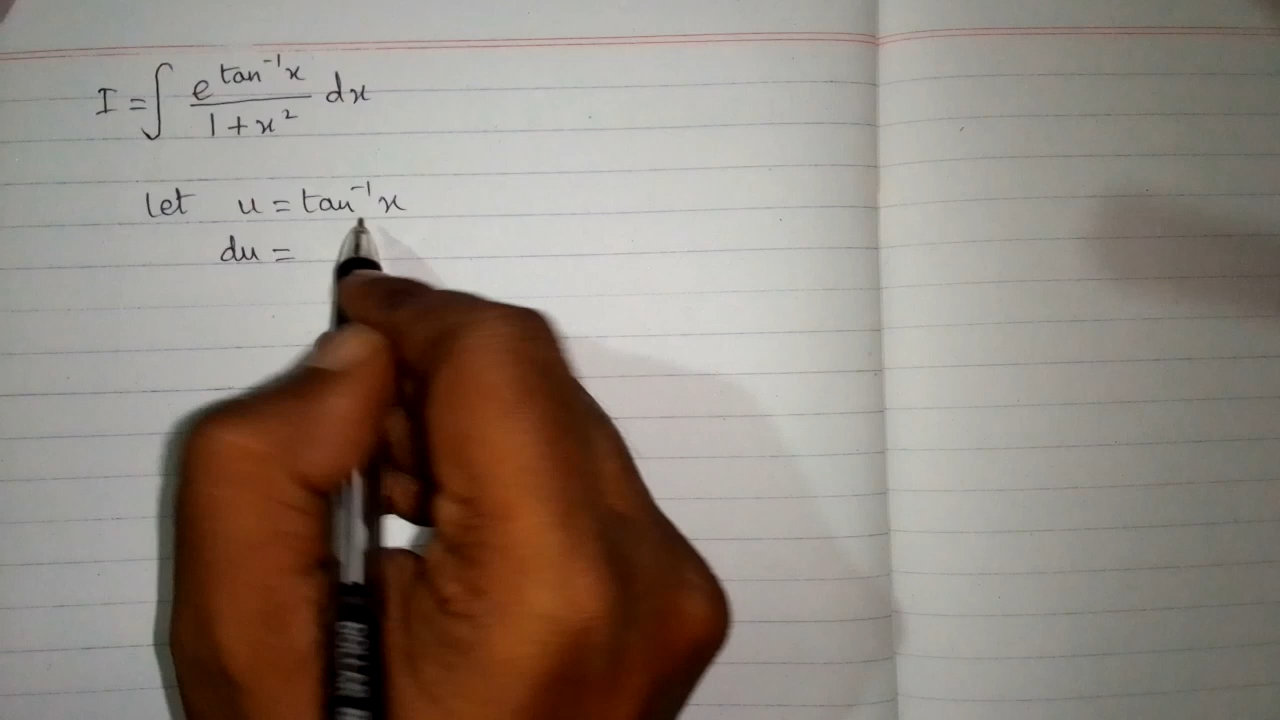 I = ∫ e^(tan⁻¹x) / (1 + x²) dx
let u = tan⁻¹x
du =